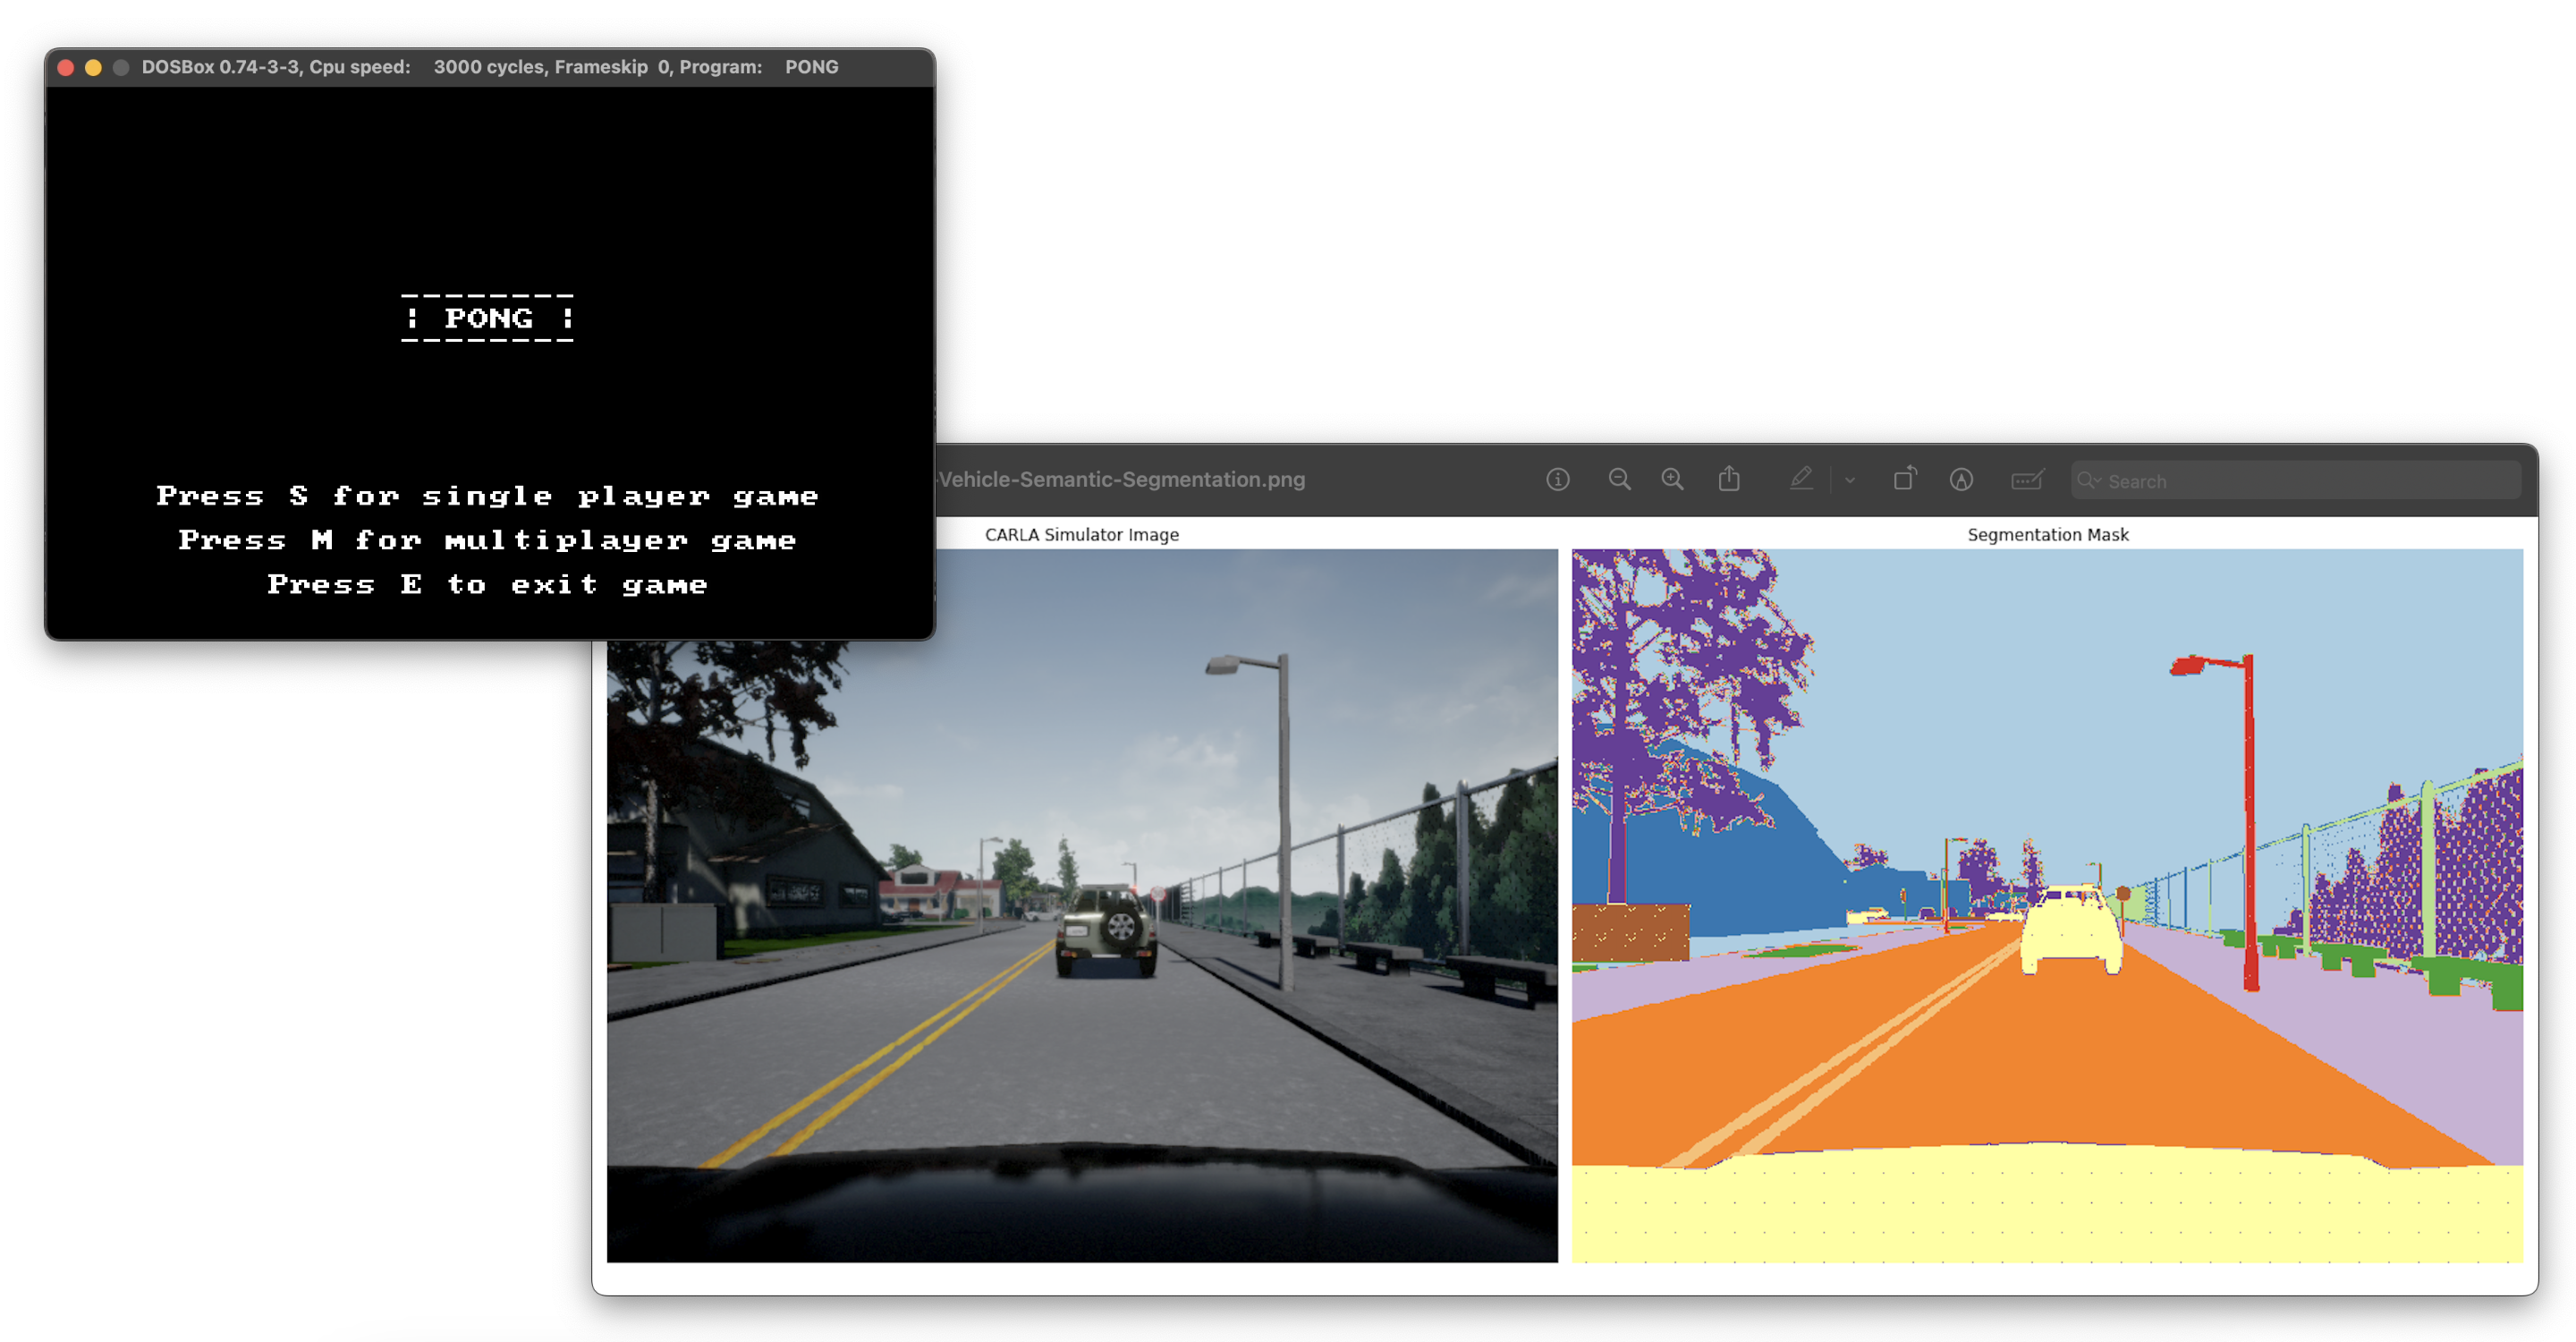 DOSBox 0.74-3-3, Cpu speed: 3000 cycles, Frameskip 0, Program: PONG
PONG
Press S for single player game
Press M for multiplayer game
Press E to exit game
-Vehicle-Semantic-Segmentation.png
Search
CARLA Simulator Image
Segmentation Mask